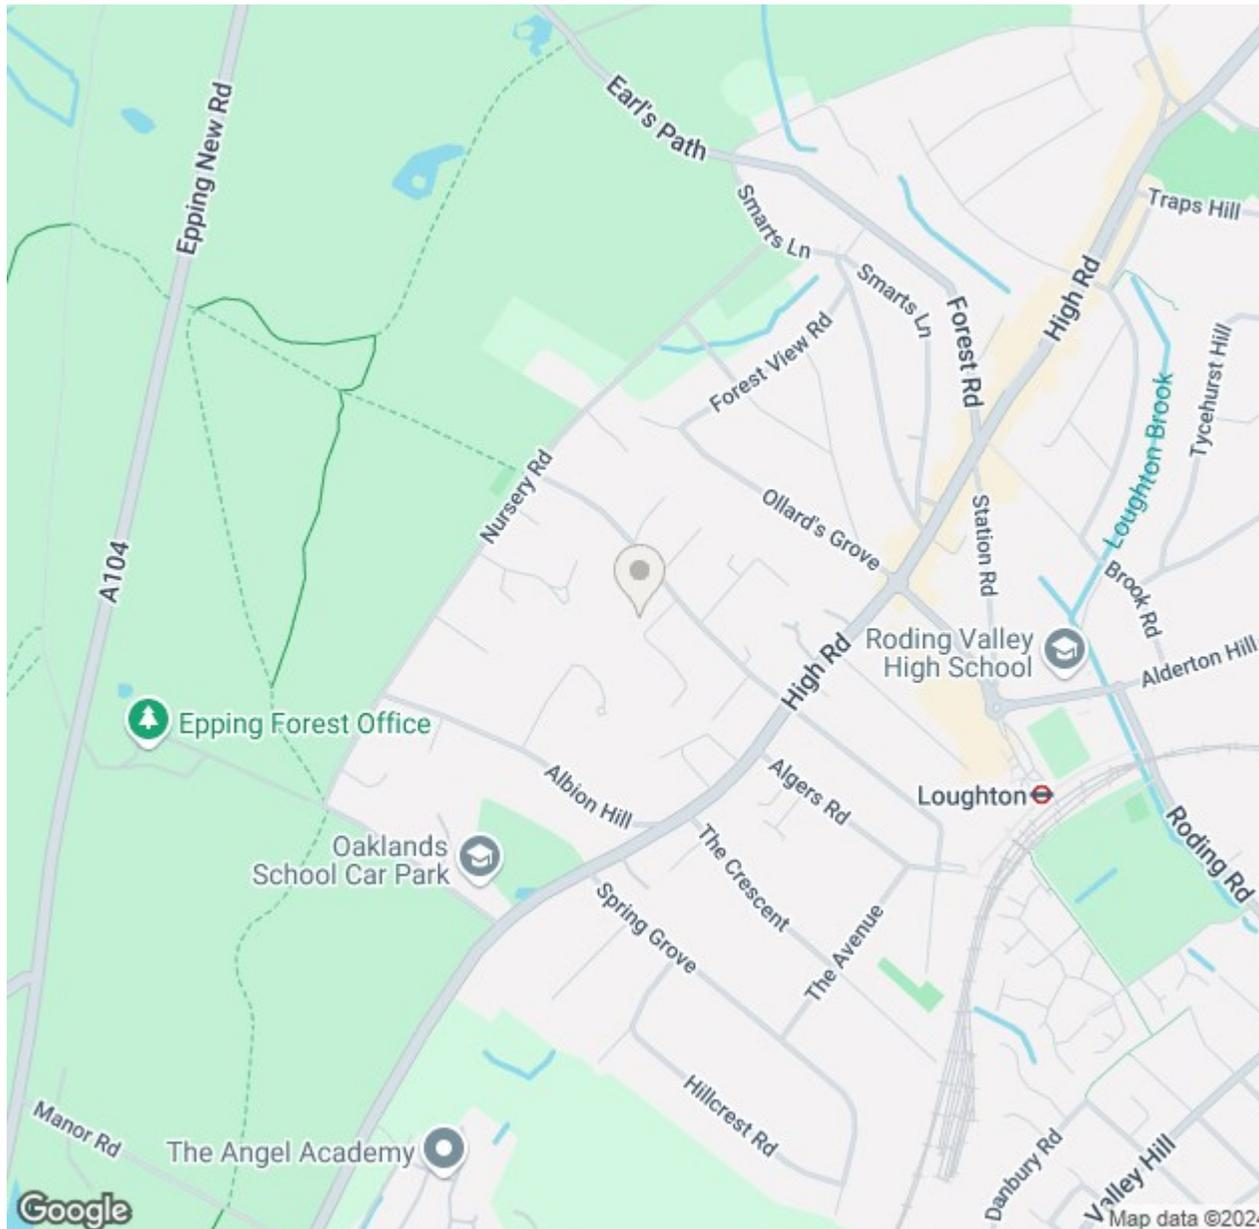 Epping New Rd
Earl's Path
Smarts Ln
Traps Hill
Smarts Ln
High Rd
Forest Rd
Forest View Rd
Tycehurst Hill
Loughton Brook
Nursery Rd
Ollard's Grove
Station Rd
A104
Brook Rd
Roding Valley
High School
High Rd
Alderton Hill
Epping Forest Office
Albion Hill
Algers Rd
Loughton
Oaklands
School Car Park
The Crescent
Roding Rd
Spring Grove
The Avenue
Hillcrest Rd
Manor Rd
The Angel Academy
Danbury Rd
Valley Hill
Google
Map data ©202